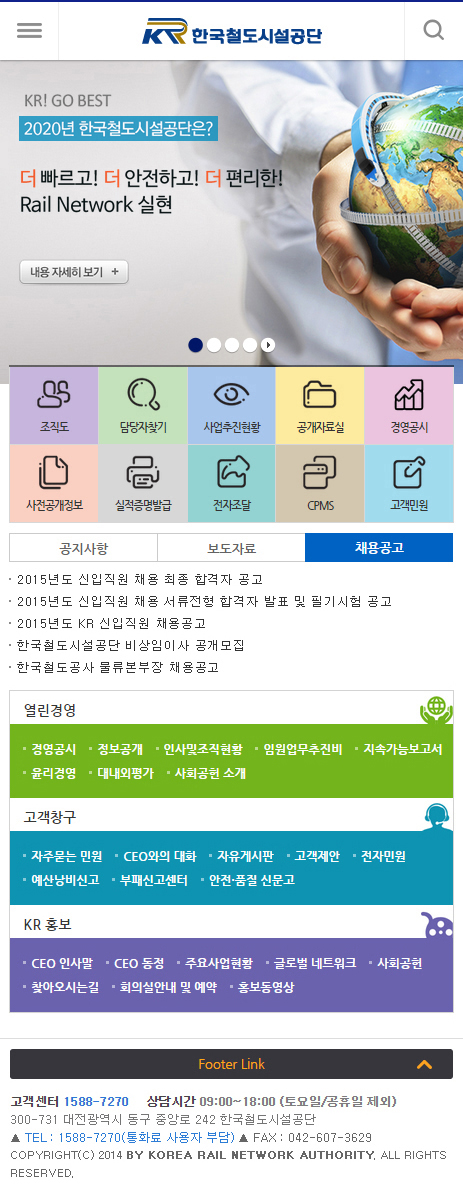 KR 한국철도시설공단
KR! GO BEST
2020년 한국철도시설공단은?
더 빠르고! 더 안전하고! 더 편리한!
Rail Network 실현
내용 자세히 보기 +
조직도 담당자찾기 사업추진현황 공개자료실 경영공시
사전공개정보 실적증명발급 전자조달 CPMS 고객민원
공지사항 보도자료 채용공고
· 2015년도 신입직원 채용 최종 합격자 공고
· 2015년도 신입직원 채용 서류전형 합격자 발표 및 필기시험 공고
· 2015년도 KR 신입직원 채용공고
· 한국철도시설공단 비상임이사 공개모집
· 한국철도공사 물류본부장 채용공고
열린경영
경영공시 정보공개 인사및조직현황 임원업무추진비 지속가능보고서
윤리경영 대내외평가 사회공헌 소개
고객창구
자주묻는 민원 CEO와의 대화 자유게시판 고객제안 전자민원
예산낭비신고 부패신고센터 안전·품질 신문고
KR 홍보
CEO 인사말 CEO 동정 주요사업현황 글로벌 네트워크 사회공헌
찾아오시는길 회의실안내 및 예약 홍보동영상
Footer Link
고객센터 1588-7270 상담시간 09:00~18:00 (토요일/공휴일 제외)
300-731 대전광역시 동구 중앙로 242 한국철도시설공단
▲ TEL : 1588-7270(통화료 사용자 부담) ▲ FAX : 042-607-3629
COPYRIGHT(C) 2014 BY KOREA RAIL NETWORK AUTHORITY. ALL RIGHTS
RESERVED.